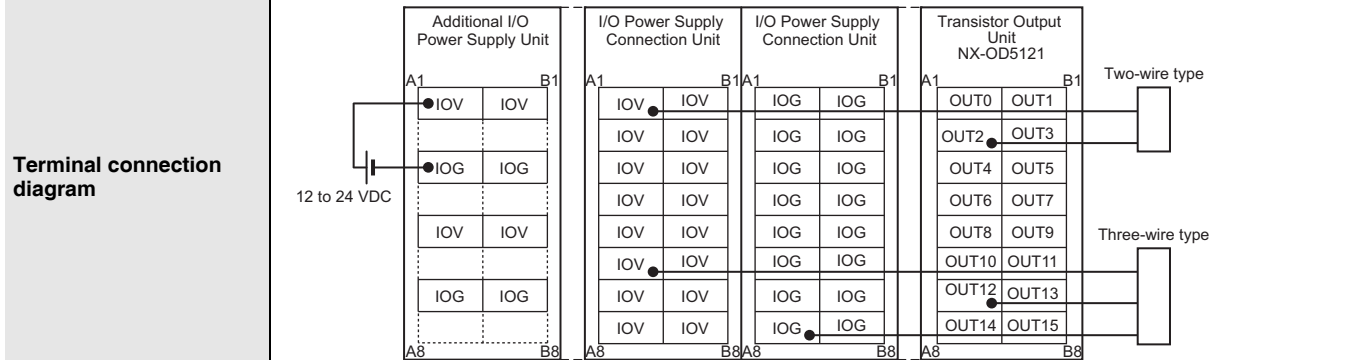 Terminal connection
diagram
Additional I/O
Power Supply Unit
I/O Power Supply
Connection Unit
I/O Power Supply
Connection Unit
Transistor Output
Unit
NX-OD5121
A1 B1 A1 B1 A1 B1 A1 B1
Two-wire type
IOV IOV IOV IOV IOG IOG OUT0 OUT1
IOV IOV IOG IOG OUT2 OUT3
IOG IOG IOV IOV IOG IOG OUT4 OUT5
12 to 24 VDC
IOV IOV IOG IOG OUT6 OUT7
IOV IOV IOV IOV IOG IOG OUT8 OUT9
Three-wire type
IOV IOV IOG IOG OUT10 OUT11
IOG IOG IOV IOV IOG IOG OUT12 OUT13
IOV IOV IOG IOG OUT14 OUT15
A8 B8 A8 B8 A8 B8 A8 B8